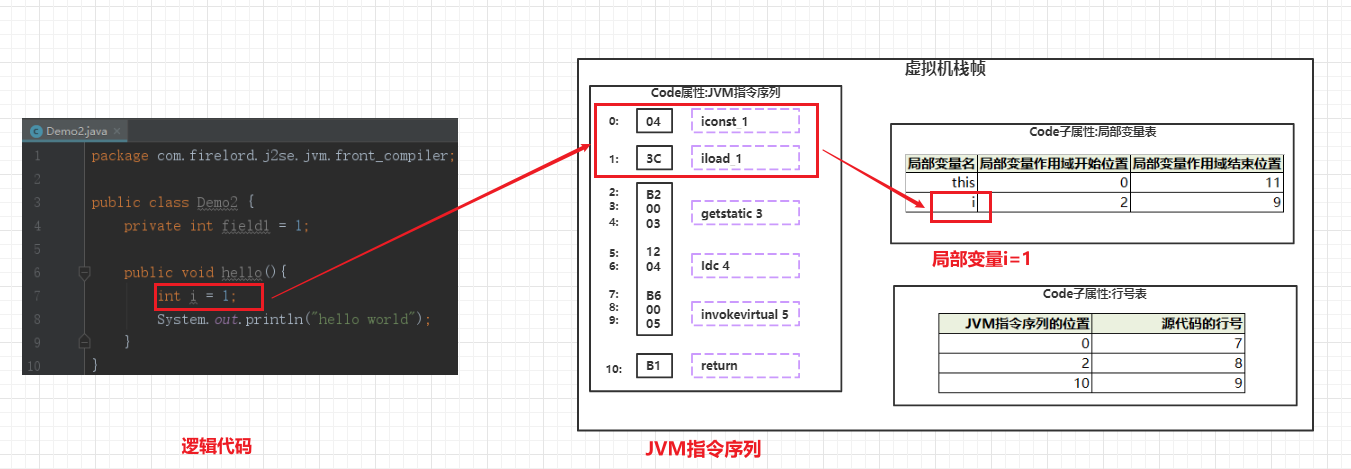 Demo2.java
1 package com.firelord.j2se.jvm.front_compiler;
2
3 public class Demo2 {
4 private int field1 = 1;
5
6 public void hello(){
7 int i = 1;
8 System.out.println("hello world");
9 }
10 }
逻辑代码
虚拟机栈帧
Code属性:JVM指令序列
0: 04 iconst_1
1: 3C iload_1
2: B2
3: 00 getstatic 3
4: 03
5: 12 ldc 4
6: 04
7: B6
8: 00 invokevirtual 5
9: 05
10: B1 return
JVM指令序列
Code子属性:局部变量表
局部变量名 局部变量作用域开始位置 局部变量作用域结束位置
this 0 11
i 2 9
局部变量i=1
Code子属性:行号表
JVM指令序列的位置 源代码的行号
0 7
2 8
10 9